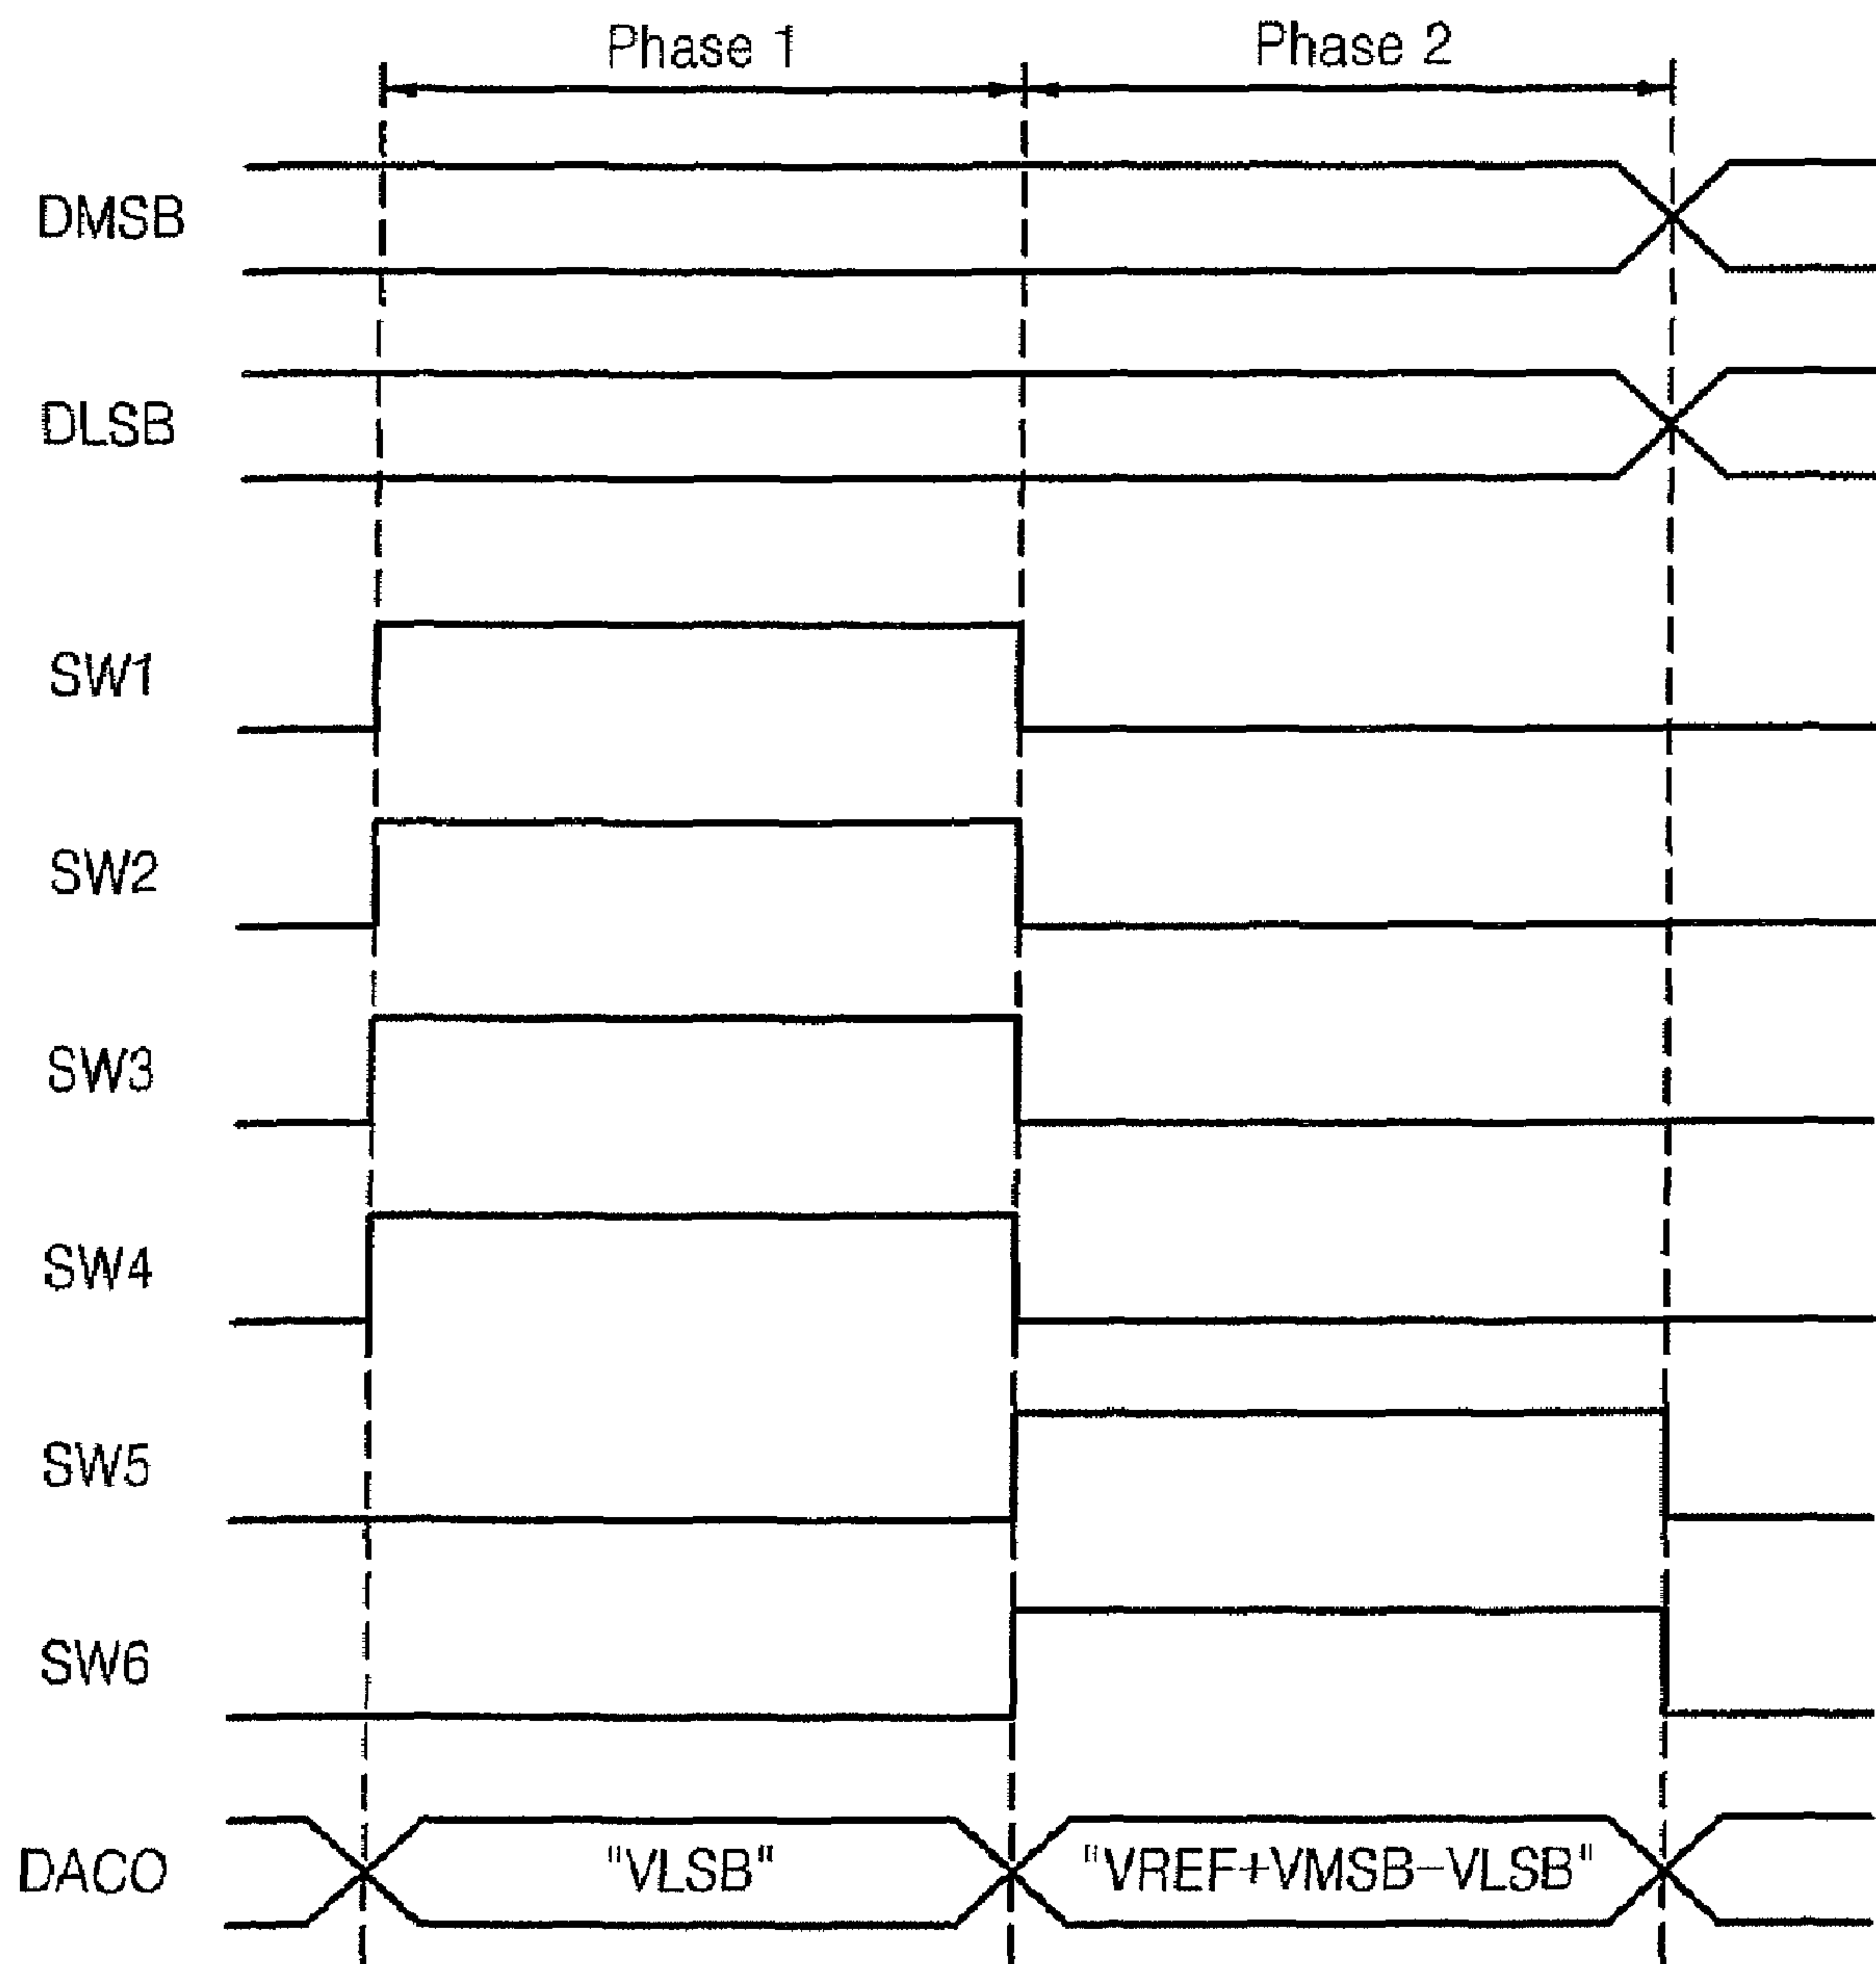 Phase 1 Phase 2
DMSB
DLSB
SW1
SW2
SW3
SW4
SW5
SW6
DACO "VLSB" "VREF+VMSB-VLSB"